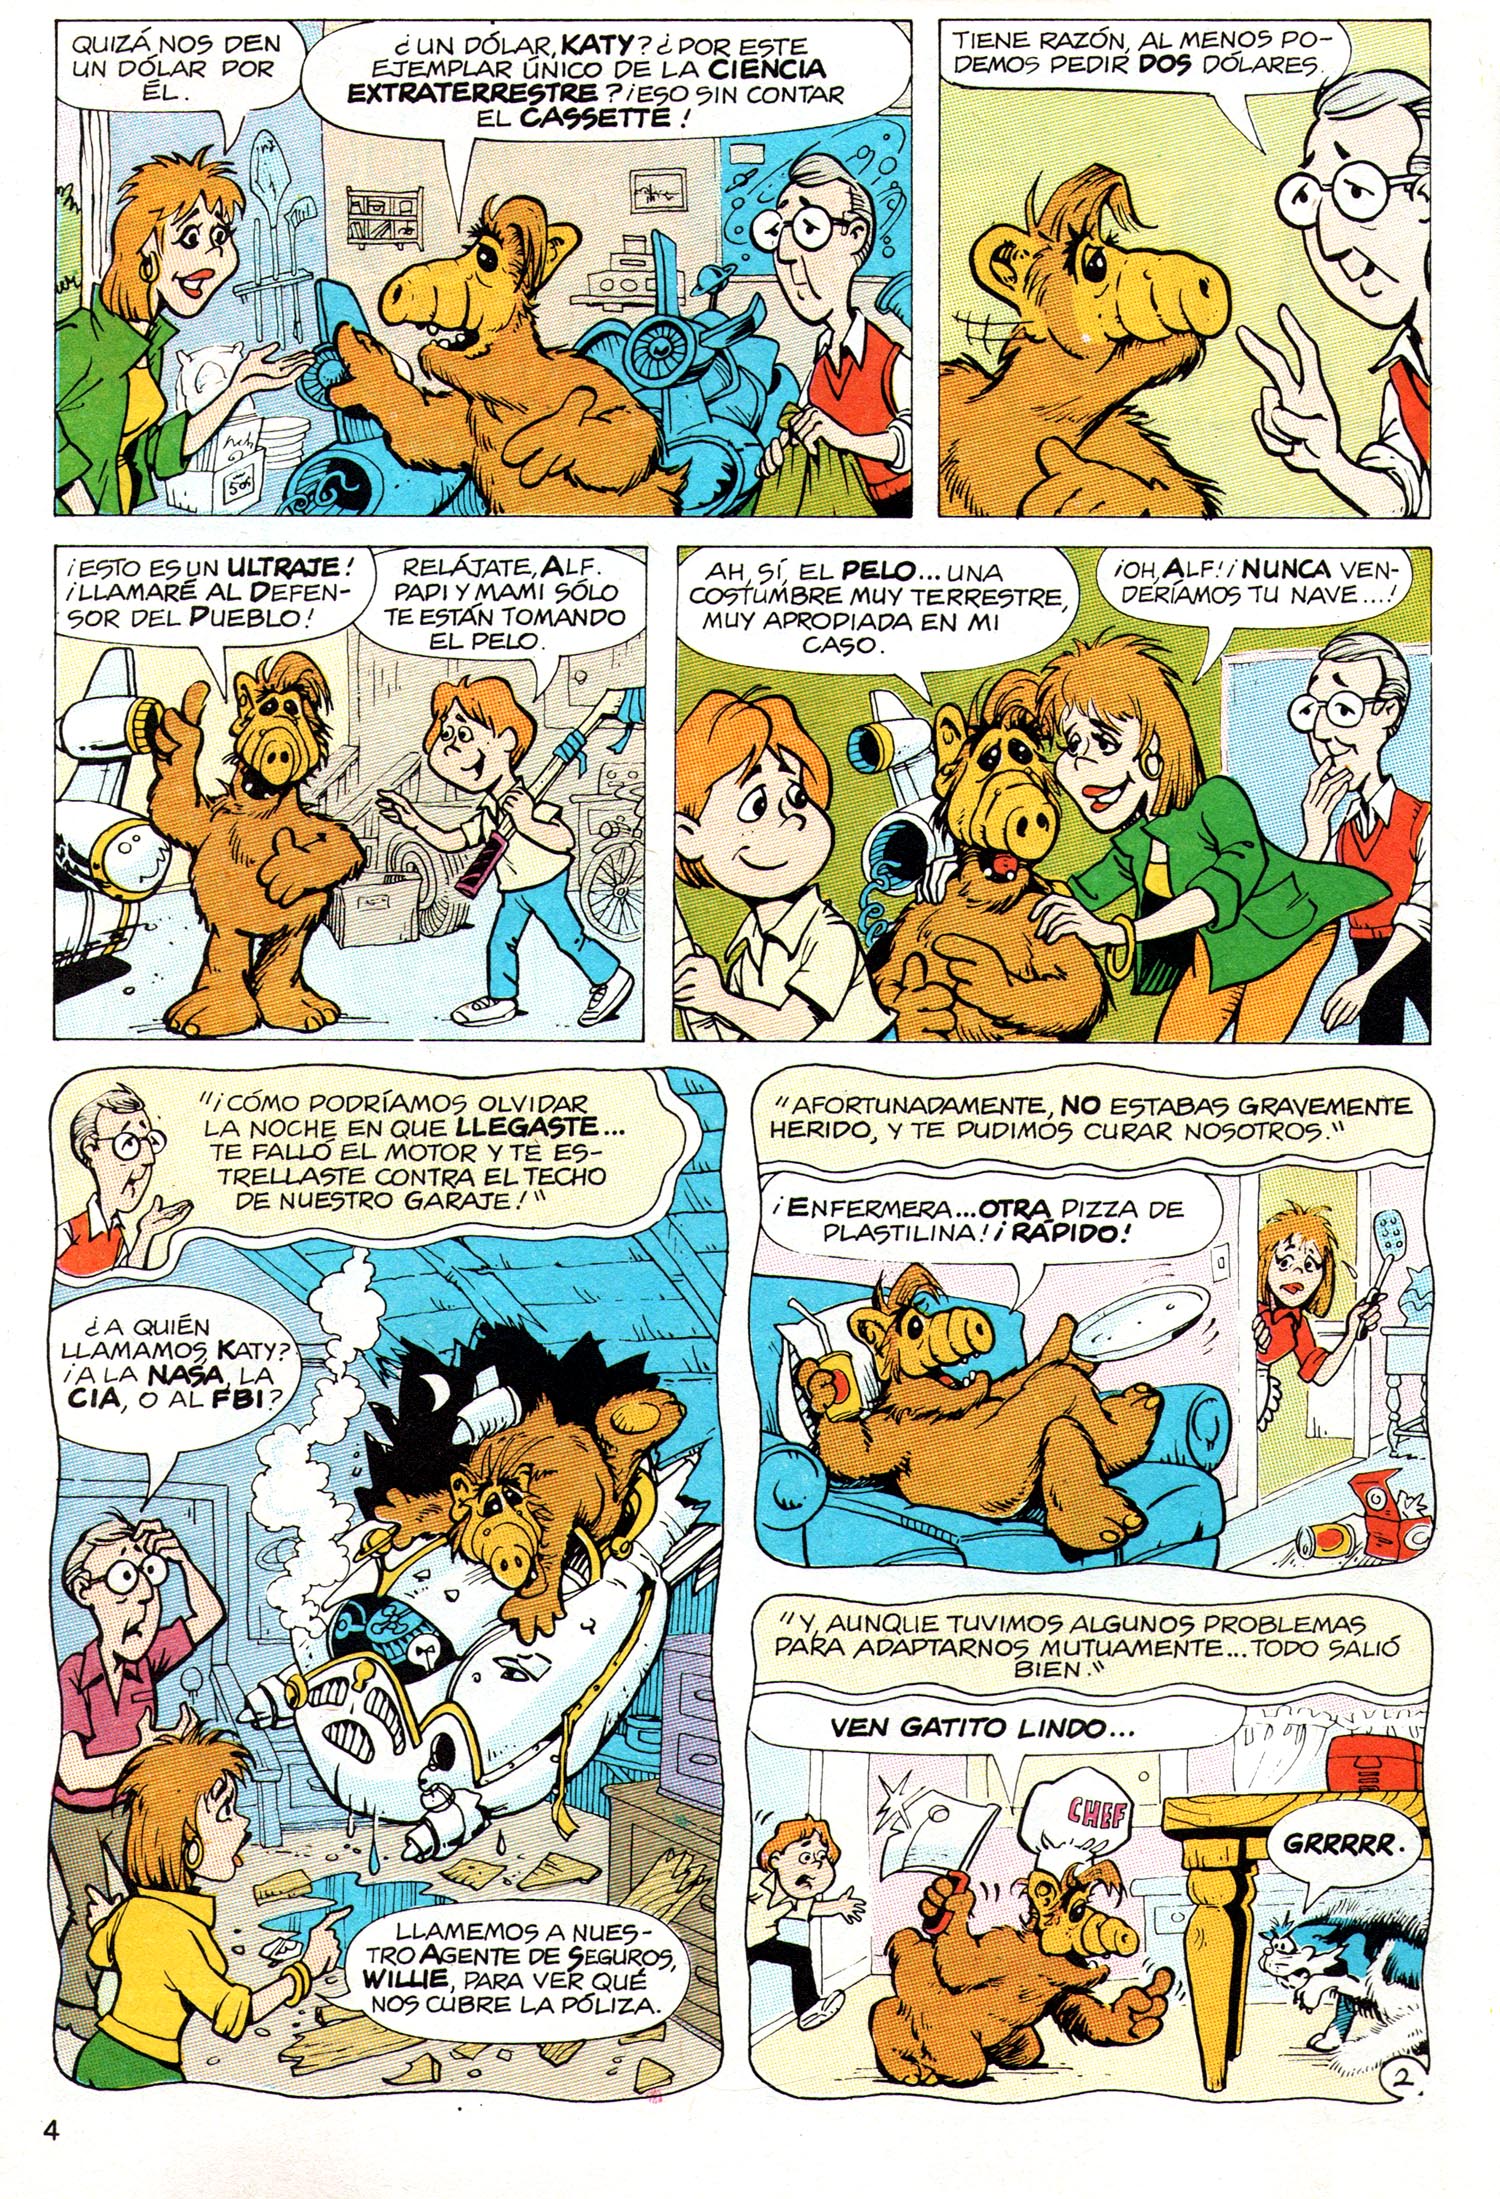 QUIZÁ NOS DEN
UN DÓLAR POR
ÉL.
¿UN DÓLAR, KATY? ¿POR ESTE
EJEMPLAR ÚNICO DE LA CIENCIA
EXTRATERRESTRE? ¡ESO SIN CONTAR
EL CASSETTE!
TIENE RAZÓN, AL MENOS PO-
DEMOS PEDIR DOS DÓLARES.
¡ESTO ES UN ULTRAJE!
¡LLAMARÉ AL DEFEN-
SOR DEL PUEBLO!
RELÁJATE, ALF.
PAPI Y MAMI SÓLO
TE ESTÁN TOMANDO
EL PELO.
AH, SÍ, EL PELO... UNA
COSTUMBRE MUY TERRESTRE,
MUY APROPIADA EN MI
CASO.
¡OH, ALF! ¡NUNCA VEN-
DERÍAMOS TU NAVE...!
"¡CÓMO PODRÍAMOS OLVIDAR
LA NOCHE EN QUE LLEGASTE...
TE FALLÓ EL MOTOR Y TE ES-
TRELLASTE CONTRA EL TECHO
DE NUESTRO GARAJE!"
¿A QUIÉN
LLAMAMOS, KATY?
¡A LA NASA, LA
CIA, O AL FBI?
LLAMEMOS A NUES-
TRO AGENTE DE SEGUROS,
WILLIE, PARA VER QUÉ
NOS CUBRE LA PÓLIZA.
"AFORTUNADAMENTE, NO ESTABAS GRAVEMENTE
HERIDO, Y TE PUDIMOS CURAR NOSOTROS."
¡ENFERMERA... OTRA PIZZA DE
PLASTILINA! ¡RÁPIDO!
"Y, AUNQUE TUVIMOS ALGUNOS PROBLEMAS
PARA ADAPTARNOS MUTUAMENTE... TODO SALIÓ
BIEN."
VEN GATITO LINDO...
CHEF
GRRRRR.
2
4